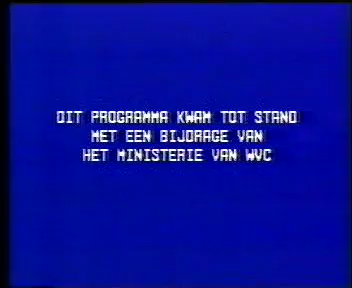 DIT PROGRAMMA KWAM TOT STAND
MET EEN BIJDRAGE VAN
HET MINISTERIE VAN WVC